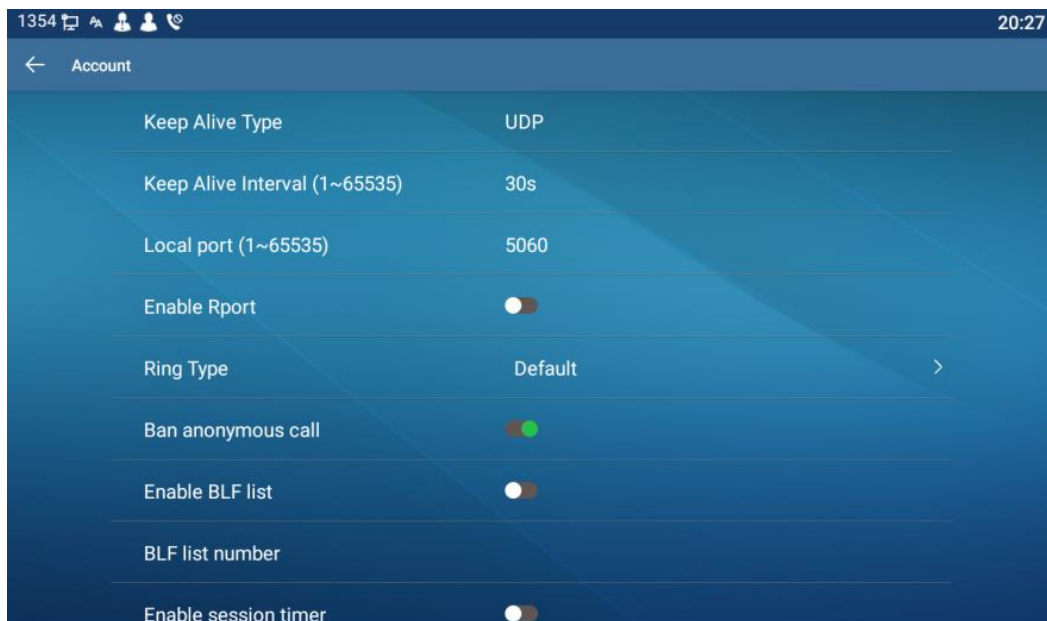 1354 20:27
Account
Keep Alive Type UDP
Keep Alive Interval (1~65535) 30s
Local port (1~65535) 5060
Enable Rport
Ring Type Default
Ban anonymous call
Enable BLF list
BLF list number
Enable session timer